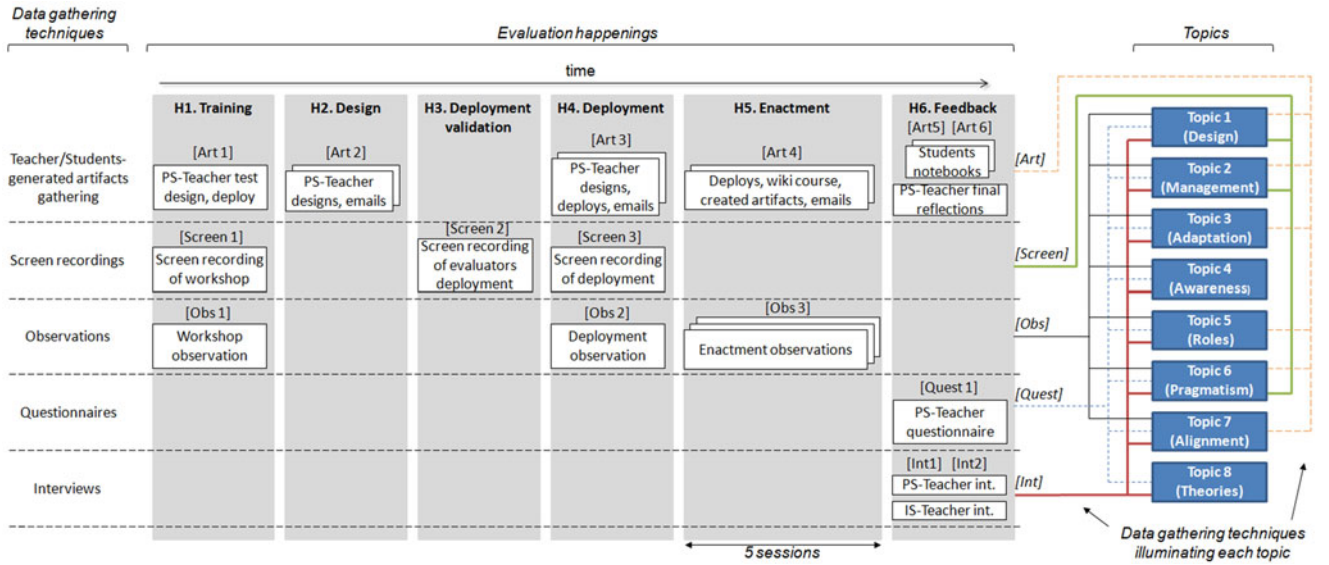 Data gathering
techniques
Evaluation happenings
Topics
time
H1. Training
H2. Design
H3. Deployment
validation
H4. Deployment
H5. Enactment
H6. Feedback
Teacher/Students-
generated artifacts
gathering
[Art 1]
PS-Teacher test
design, deploy
[Art 2]
PS-Teacher
designs, emails
[Art 3]
PS-Teacher
designs,
deploys, emails
[Art 4]
Deploys, wiki course,
created artifacts, emails
[Art5] [Art 6]
Students
notebooks
PS-Teacher final
reflections
[Art]
Screen recordings
[Screen 1]
Screen recording
of workshop
[Screen 2]
Screen recording
of evaluators
deployment
[Screen 3]
Screen recording
of deployment
[Screen]
Observations
[Obs 1]
Workshop
observation
[Obs 2]
Deployment
observation
[Obs 3]
Enactment observations
[Obs]
Questionnaires
[Quest 1]
PS-Teacher
questionnaire
[Quest]
Interviews
[Int1] [Int2]
PS-Teacher int.
IS-Teacher int.
[Int]
5 sessions
Topic 1
(Design)
Topic 2
(Management)
Topic 3
(Adaptation)
Topic 4
(Awareness)
Topic 5
(Roles)
Topic 6
(Pragmatism)
Topic 7
(Alignment)
Topic 8
(Theories)
Data gathering techniques
illuminating each topic